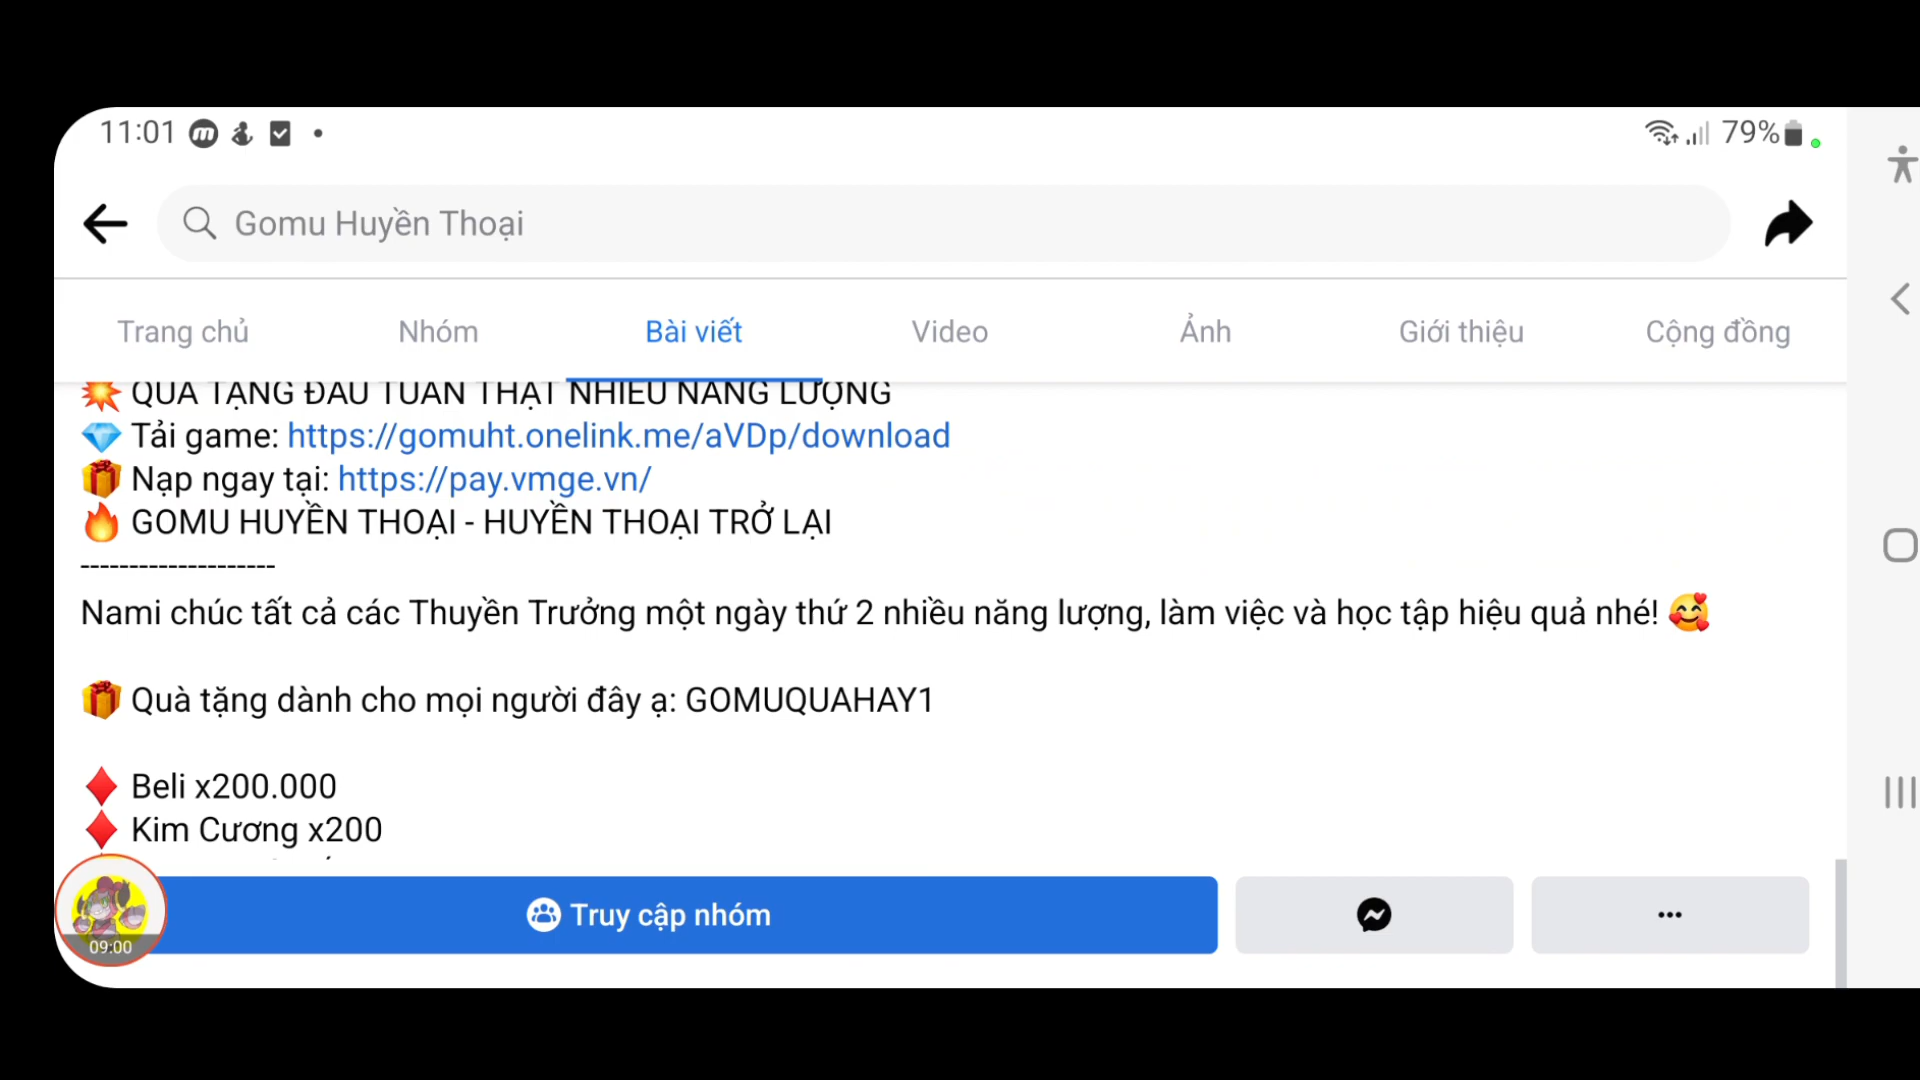 11:01
79%
Gomu Huyền Thoại
Trang chủ
Nhóm
Bài viết
Video
Ảnh
Giới thiệu
Cộng đồng
💥 QUÀ TẶNG ĐẦU TUẦN THẬT NHIỀU NĂNG LƯỢNG
💎 Tải game: https://gomuht.onelink.me/aVDp/download
🎁 Nạp ngay tại: https://pay.vmge.vn/
🔥 GOMU HUYỀN THOẠI - HUYỀN THOẠI TRỞ LẠI
--------------------
Nami chúc tất cả các Thuyền Trưởng một ngày thứ 2 nhiều năng lượng, làm việc và học tập hiệu quả nhé! 🥰
🎁 Quà tặng dành cho mọi người đây ạ: GOMUQUAHAY1
♦️ Beli x200.000
♦️ Kim Cương x200
Truy cập nhóm
09:00